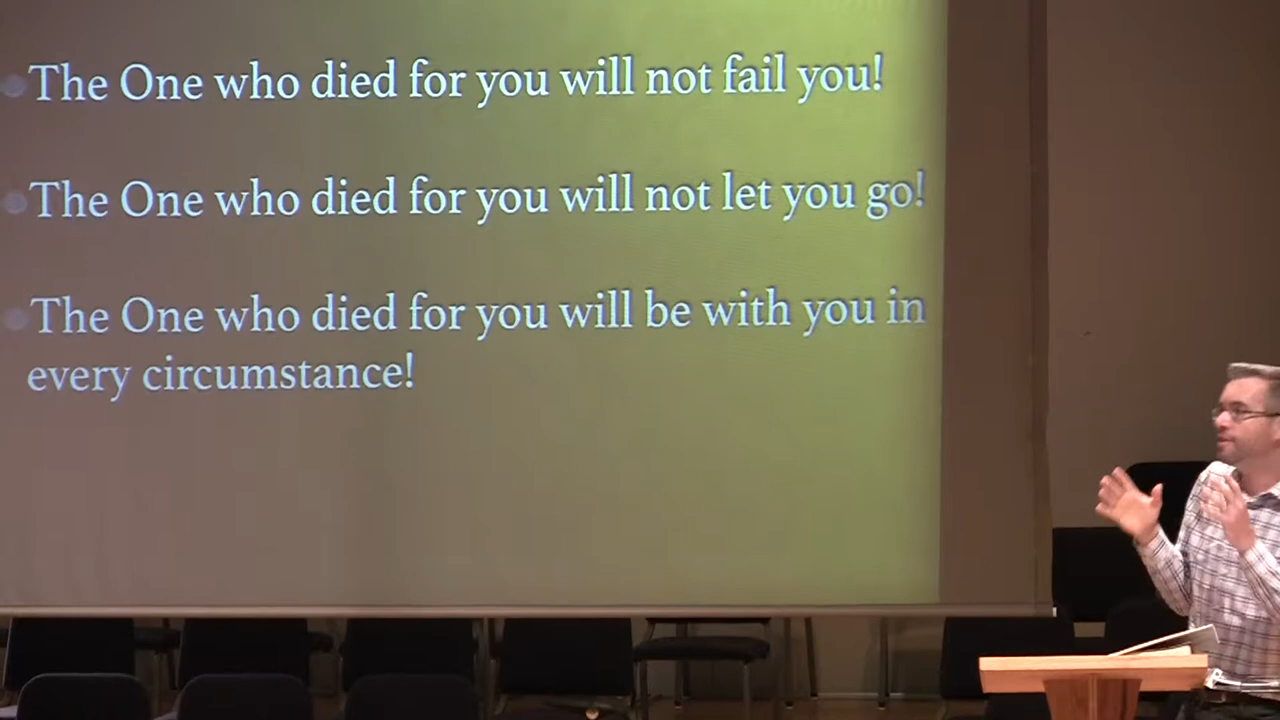 The One who died for you will not fail you!
The One who died for you will not let you go!
The One who died for you will be with you in
every circumstance!